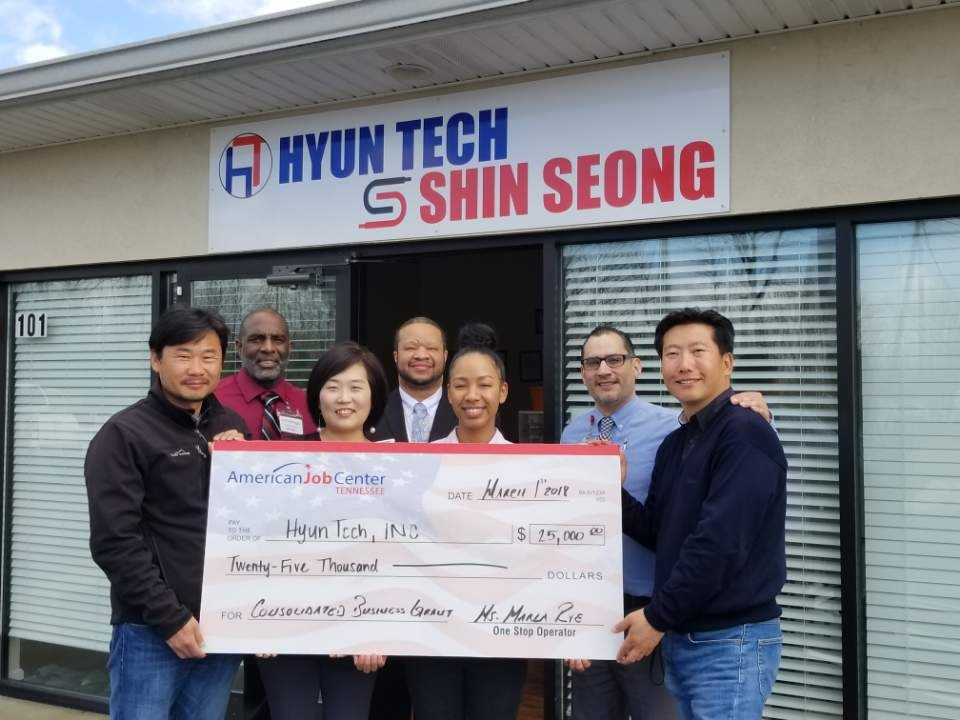 HT HYUN TECH
S SHIN SEONG
101
AmericanJobCenter
TENNESSEE
DATE March 1st 2018
PAY
TO THE
ORDER OF Hyun Tech, INC $ 25,000 00
Twenty-Five Thousand DOLLARS
FOR Consolidated Business Grant Ms. Marla Rye
One Stop Operator